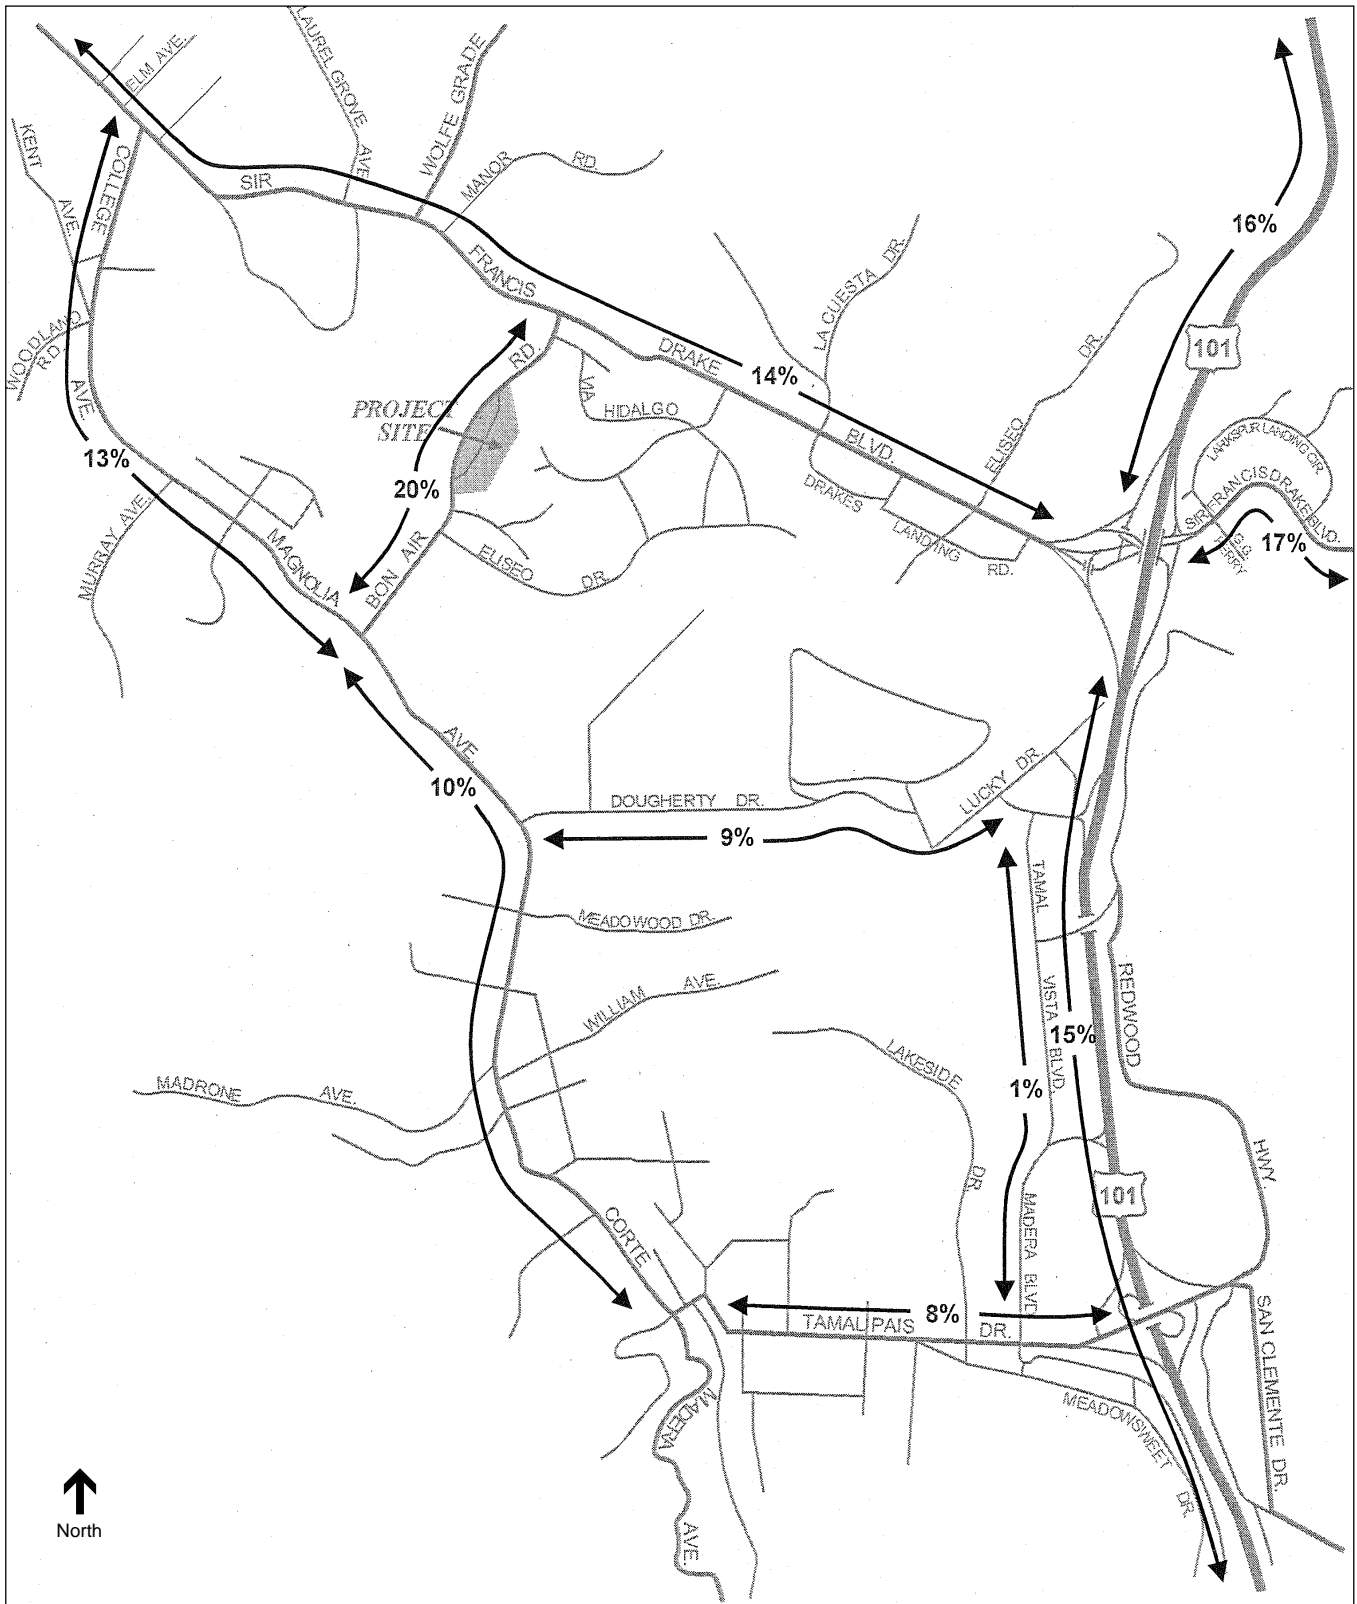 LAURELGROVE
AVE.
ELM AVE.
WOLFE GRADE
KENT
AVE.
COLLEGE
AVE.
SIR
MANOR
RD.
FRANCIS
16%
LA CUESTA DR.
DRAKE
14%
BLVD.
ELISEO
DR.
101
WOODLAND
RD.
RD.
VIA
HIDALGO
PROJECT
SITE
13%
20%
LARKSPUR LANDING CIR.
SIR FRANCIS DRAKE BLVD.
G.G.
FERRY
17%
DRAKES
LANDING
RD.
MURRAY AVE.
MAGNOLIA
BON AIR
ELISEO
DR.
AVE.
10%
LUCKY DR.
DOUGHERTY DR.
9%
TAMAL
VISTA
BLVD.
MEADOWOOD DR.
WILLIAM
AVE.
REDWOOD
HWY.
15%
LAKESIDE
DR.
1%
MADRONE
AVE.
101
MADERA BLVD.
CORTE
MADERA
AVE.
8%
TAMALPAIS
DR.
SAN CLEMENTE DR.
MEADOWSWEET
DR.
North